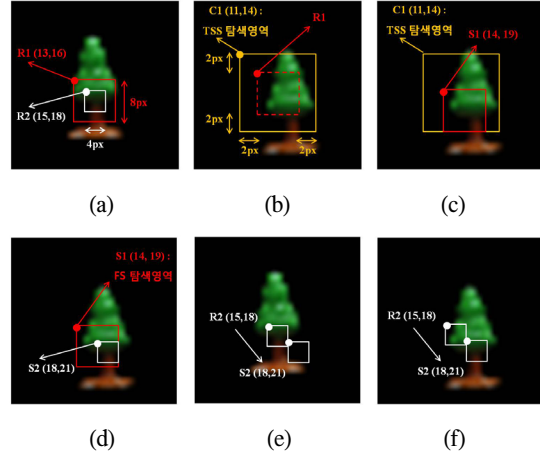 R1 (13,16)
R2 (15,18)
8px
4px
(a)
C1 (11,14) :
TSS 탐색영역
R1
2px
2px
2px
2px
(b)
C1 (11,14) :
TSS 탐색영역
S1 (14, 19)
(c)
S1 (14, 19) :
FS 탐색영역
S2 (18,21)
(d)
R2 (15,18)
S2 (18,21)
(e)
R2 (15,18)
S2 (18,21)
(f)